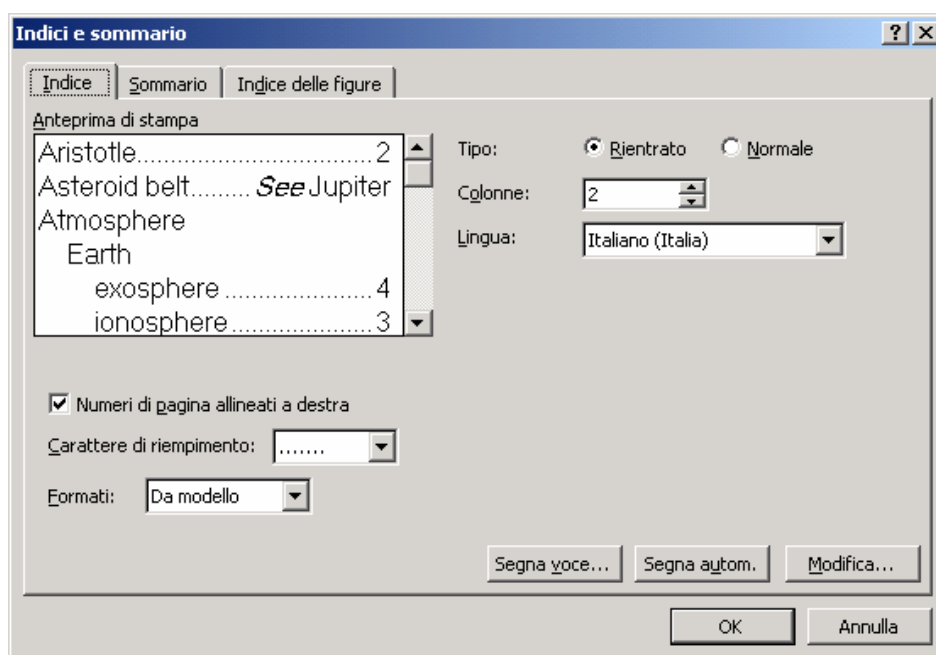 Indici e sommario
Indice Sommario Indice delle figure
Anteprima di stampa
Aristotle..................................2
Asteroid belt......... See Jupiter
Atmosphere
Earth
exosphere ......................4
ionosphere.....................3
Tipo: Rientrato Normale
Colonne: 2
Lingua: Italiano (Italia)
Numeri di pagina allineati a destra
Carattere di riempimento: .......
Formati: Da modello
Segna voce... Segna autom. Modifica...
OK Annulla